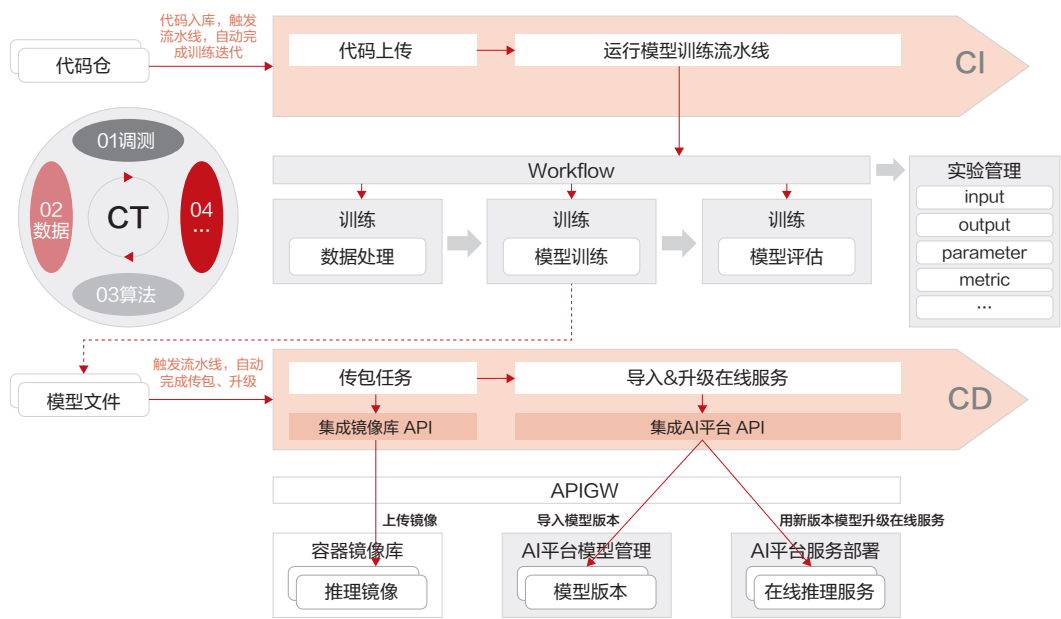 代码入库，触发
流水线，自动完
成训练迭代
代码仓
代码上传
运行模型训练流水线
CI
01调测
02
数据
CT
04
...
03算法
Workflow
训练
数据处理
训练
模型训练
训练
模型评估
实验管理
input
output
parameter
metric
...
触发流水线，自动
完成传包、升级
模型文件
传包任务
导入&升级在线服务
CD
集成镜像库 API
集成AI平台 API
APIGW
上传镜像
导入模型版本
用新版本模型升级在线服务
容器镜像库
推理镜像
AI平台模型管理
模型版本
AI平台服务部署
在线推理服务